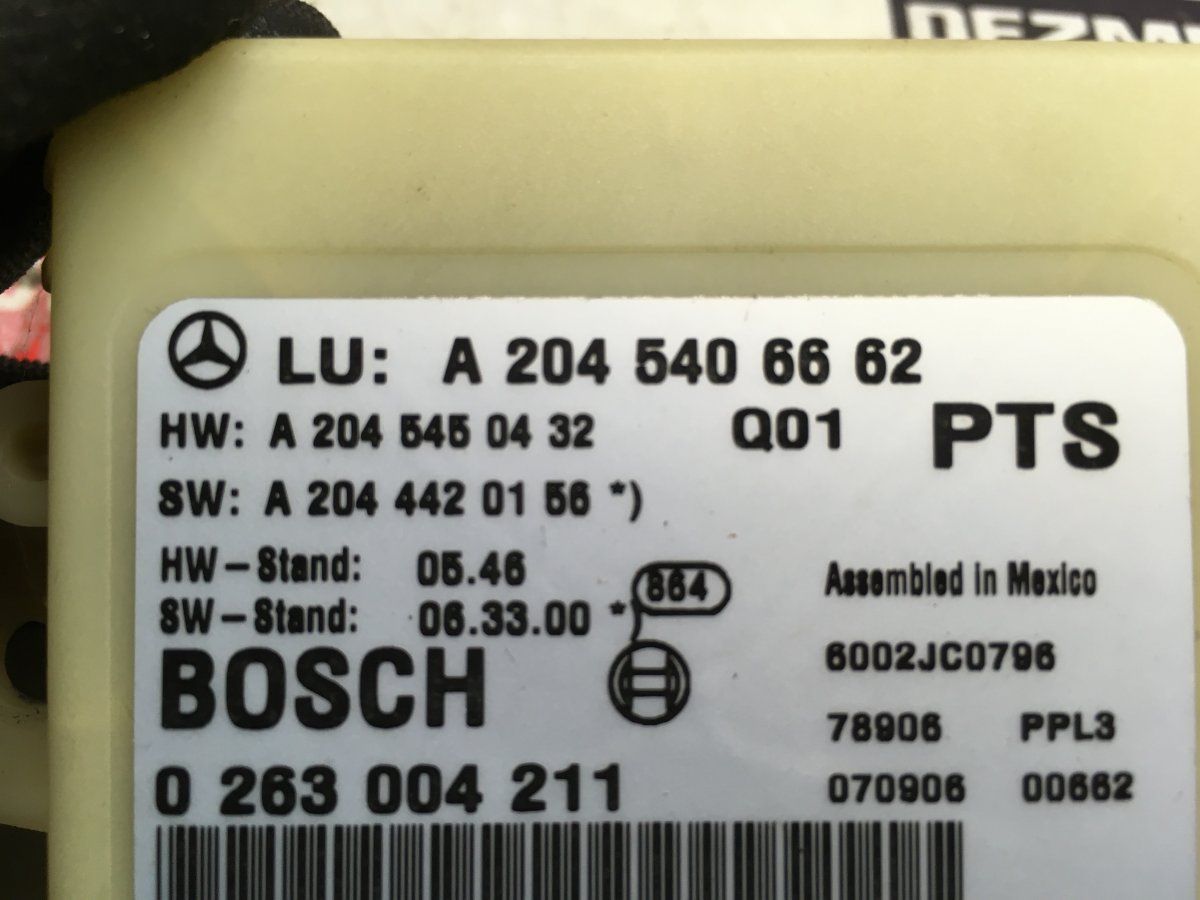 LU: A 204 540 66 62
HW: A 204 545 04 32 Q01 PTS
SW: A 204 442 01 56 *)
HW-Stand: 05.46
SW-Stand: 06.33.00 *)
864
Assembled in Mexico
BOSCH
6002JC0796
78906 PPL3
0 263 004 211
070906 00662